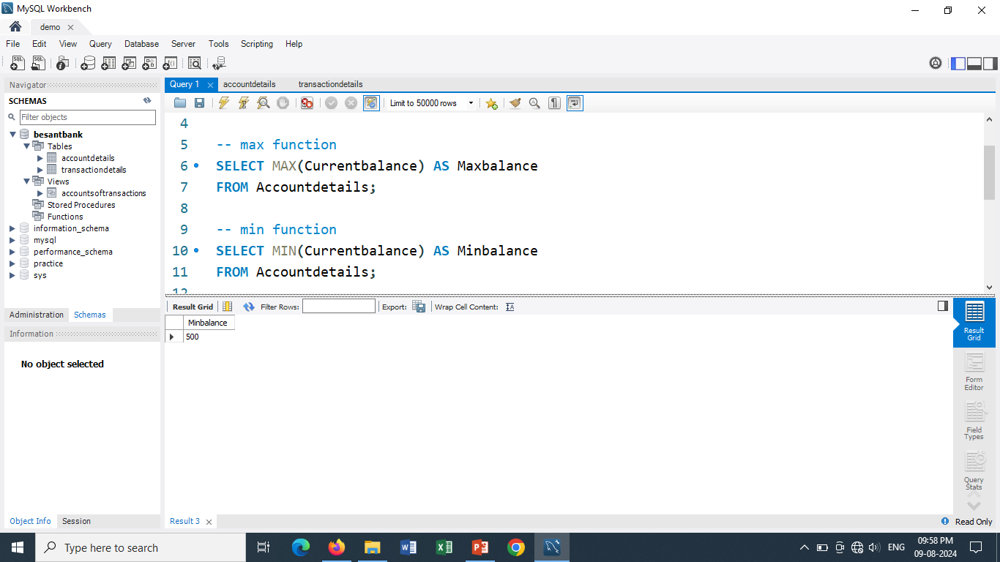 MySQL Workbench
demo
File Edit View Query Database Server Tools Scripting Help
Navigator
SCHEMAS
Filter objects
besantbank
Tables
accountdetails
transactiondetails
Views
accountsoftransactions
Stored Procedures
Functions
information_schema
mysql
performance_schema
practice
sys
Administration Schemas
Information
No object selected
Object Info Session
Query 1 accountdetails transactiondetails
Limit to 50000 rows
4
5 -- max function
6 SELECT MAX(Currentbalance) AS Maxbalance
7 FROM Accountdetails;
8
9 -- min function
10 SELECT MIN(Currentbalance) AS Minbalance
11 FROM Accountdetails;
12
Result Grid Filter Rows: Export: Wrap Cell Content:
Minbalance
500
Result
Grid
Form
Editor
Field
Types
Query
Stats
Result 3
Read Only
Type here to search
ENG
09:58 PM
09-08-2024